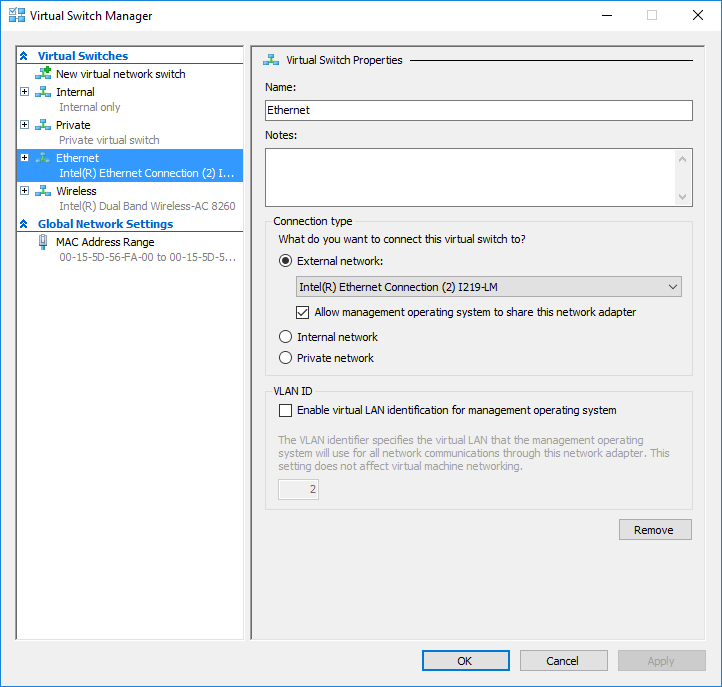 Virtual Switch Manager
Virtual Switches
New virtual network switch
Internal
Internal only
Private
Private virtual switch
Ethernet
Intel(R) Ethernet Connection (2) I...
Wireless
Intel(R) Dual Band Wireless-AC 8260
Global Network Settings
MAC Address Range
00-15-5D-56-FA-00 to 00-15-5D-5...
Virtual Switch Properties
Name:
Ethernet
Notes:
Connection type
What do you want to connect this virtual switch to?
External network:
Intel(R) Ethernet Connection (2) I219-LM
Allow management operating system to share this network adapter
Internal network
Private network
VLAN ID
Enable virtual LAN identification for management operating system
The VLAN identifier specifies the virtual LAN that the management operating
system will use for all network communications through this network adapter. This
setting does not affect virtual machine networking.
2
Remove
OK
Cancel
Apply